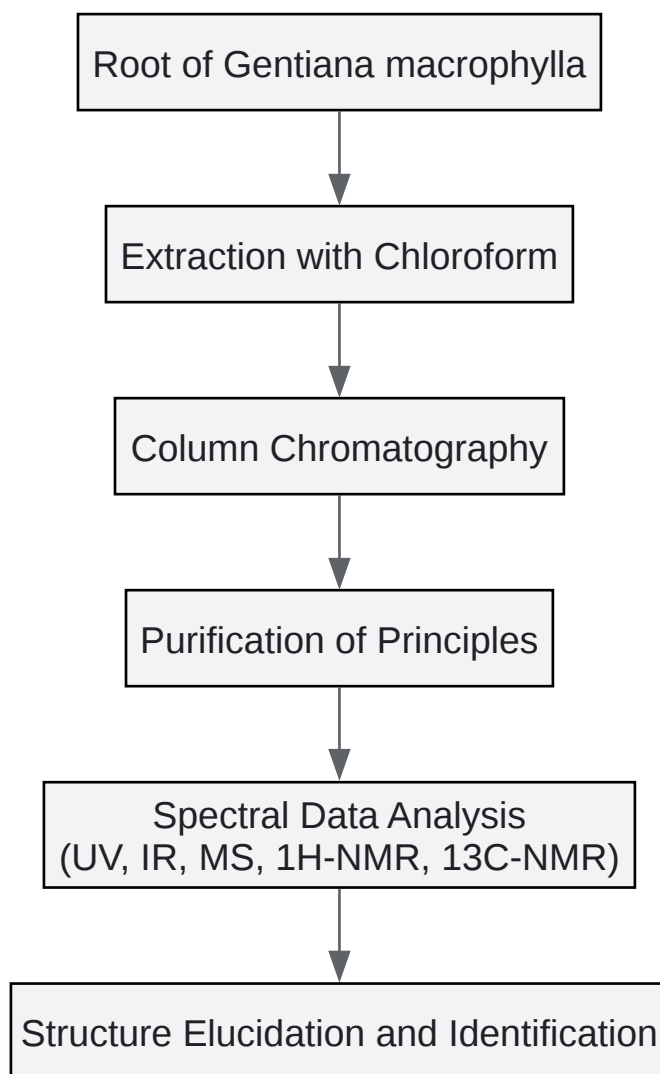 Root of Gentiana macrophylla
Extraction with Chloroform
Column Chromatography
Purification of Principles
Spectral Data Analysis
(UV, IR, MS, 1H-NMR, 13C-NMR)
Structure Elucidation and Identification